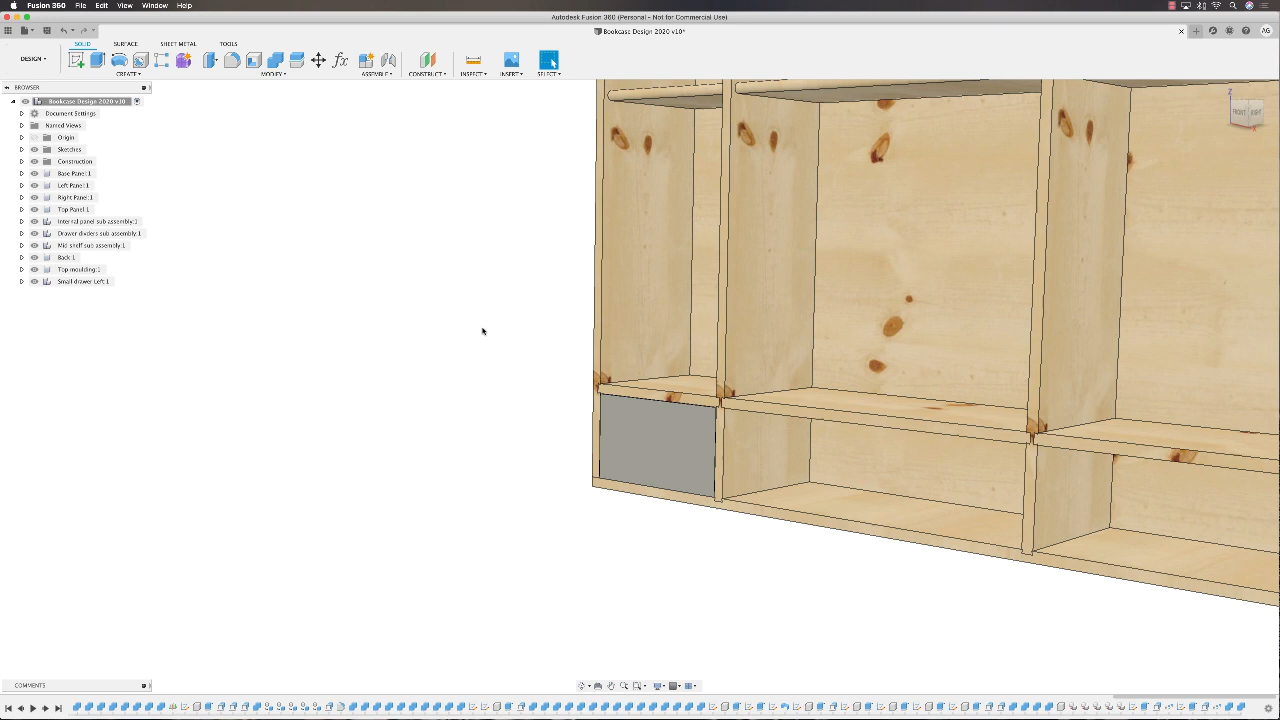 Fusion 360 File Edit View Window Help
Autodesk Fusion 360 (Personal - Not for Commercial Use)
Bookcase Design 2020 v10*
AG
SOLID SURFACE SHEET METAL TOOLS
DESIGN
CREATE MODIFY ASSEMBLE CONSTRUCT INSPECT INSERT SELECT
BROWSER
Bookcase Design 2020 v10
Document Settings
Named Views
Origin
Sketches
Construction
Base Panel:1
Left Panel:1
Right Panel:1
Top Panel:1
Internal panel sub assembly:1
Drawer dividers sub assembly:1
Mid shelf sub assembly:1
Back:1
Top moulding:1
Small drawer Left:1
Z
FRONT RIGHT
X
COMMENTS